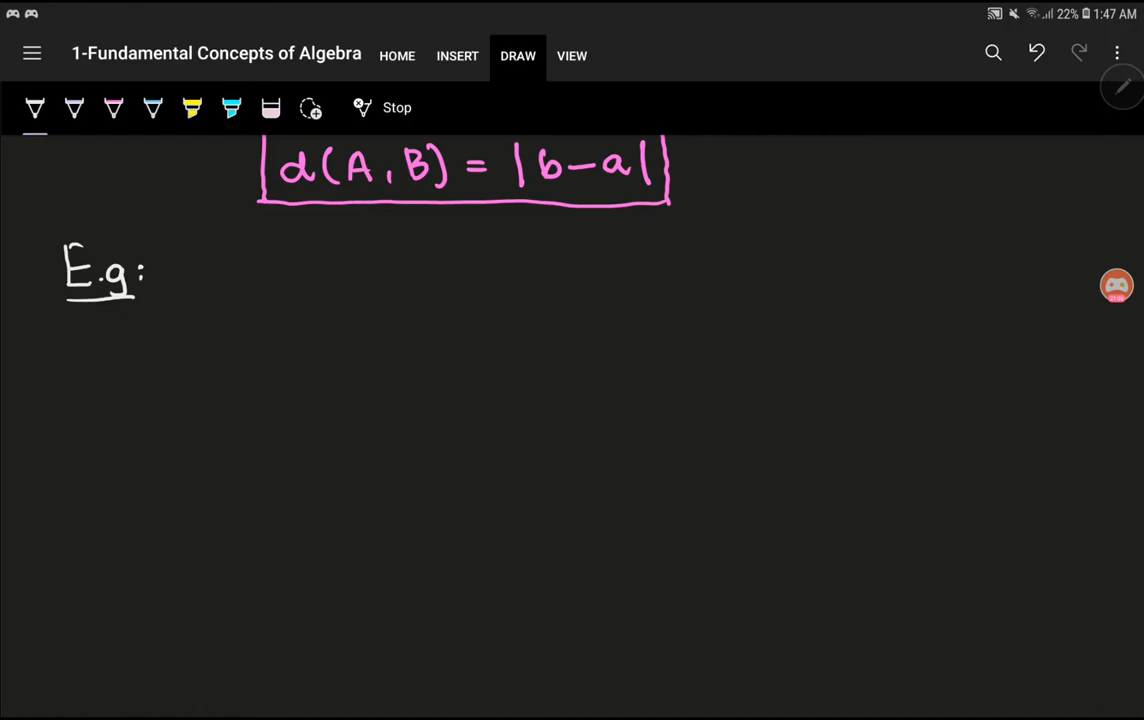 22% 1:47 AM
1-Fundamental Concepts of Algebra HOME INSERT DRAW VIEW
Stop
d(A, B) = |b-a|
E.g: